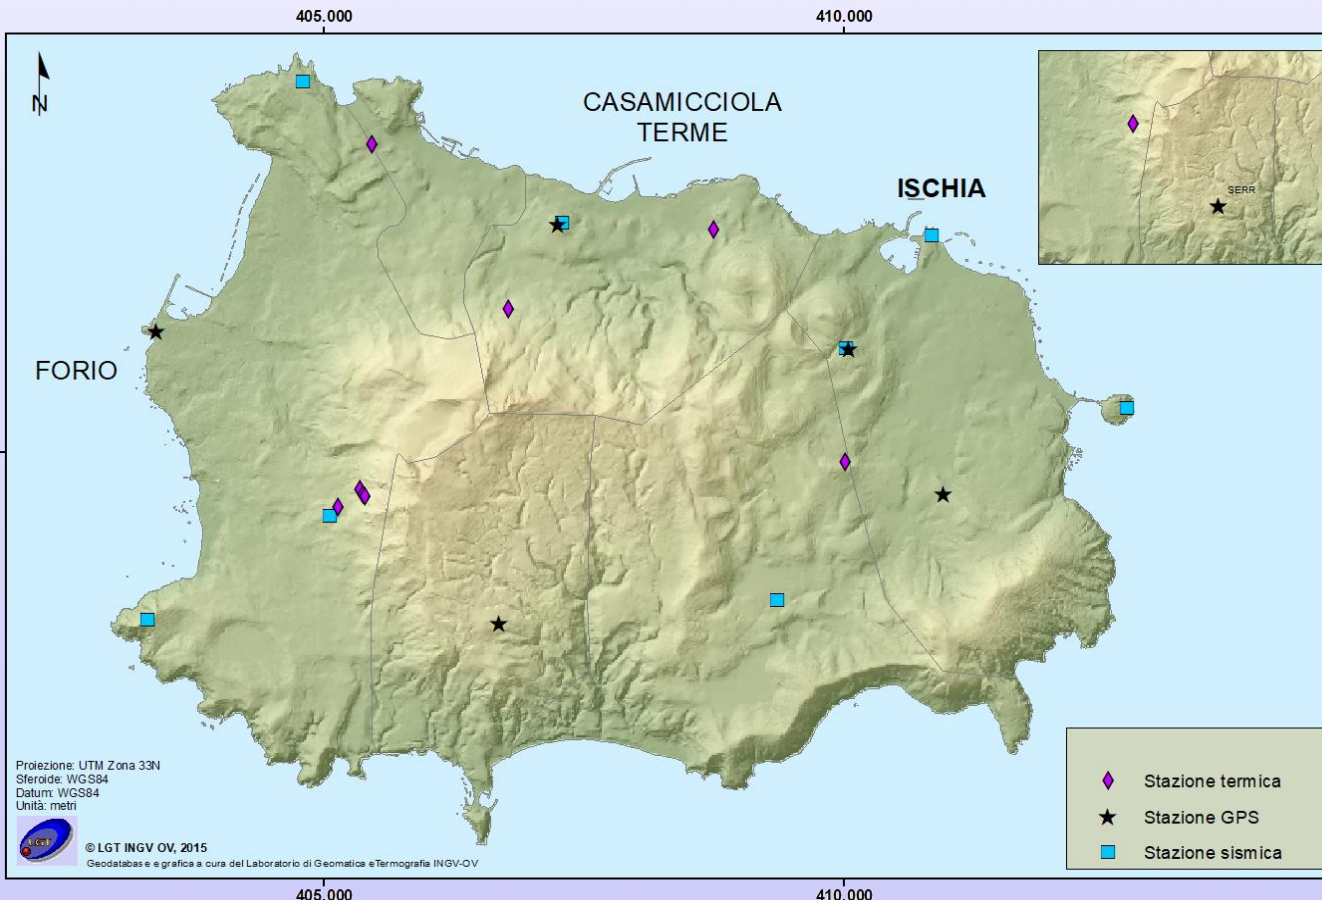 405.000
410.000
N
CASAMICCIOLA
TERME
ISCHIA
SERR
FORIO
Proiezione: UTM Zona 33N
Sferoide: WGS84
Datum: WGS84
Unità: metri
LGT
© LGT INGV OV, 2015
Geodatabase e grafica a cura del Laboratorio di Geomatica e Termografia INGV-OV
Stazione termica
Stazione GPS
Stazione sismica
405.000
410.000